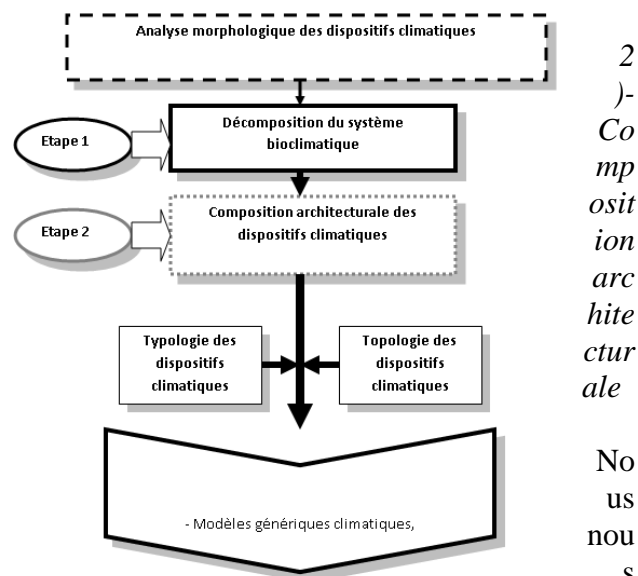 Analyse morphologique des dispositifs climatiques
Etape 1
Décomposition du système
bioclimatique
Etape 2
Composition architecturale des
dispositifs climatiques
Typologie des
dispositifs
climatiques
Topologie des
dispositifs
climatiques
- Modèles génériques climatiques,
2
)-
Co
mp
osit
ion
arc
hite
ctur
ale
No
us
nou
s